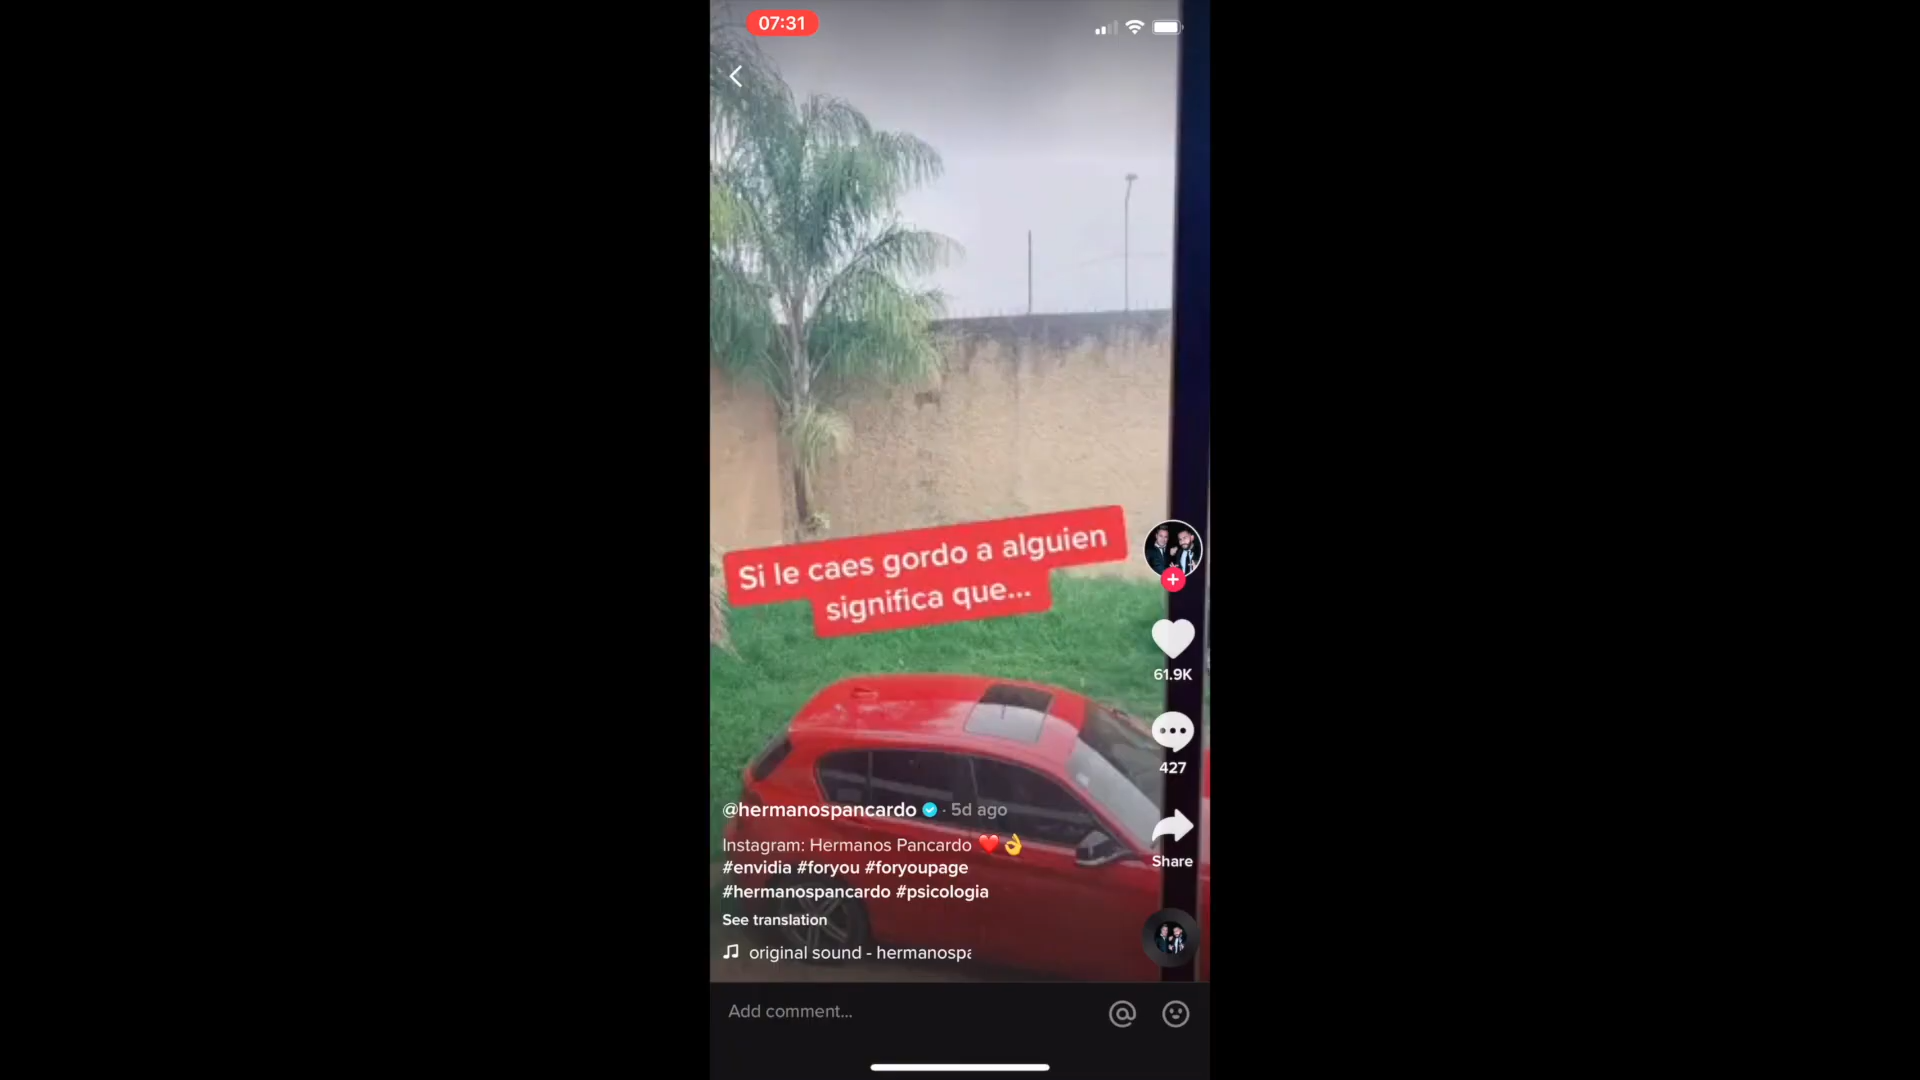 07:31
Si le caes gordo a alguien
significa que...
61.9K
427
@hermanospancardo · 5d ago
Instagram: Hermanos Pancardo ❤️👌
#envidia #foryou #foryoupage
#hermanospancardo #psicologia
Share
See translation
original sound - hermanospa
Add comment...